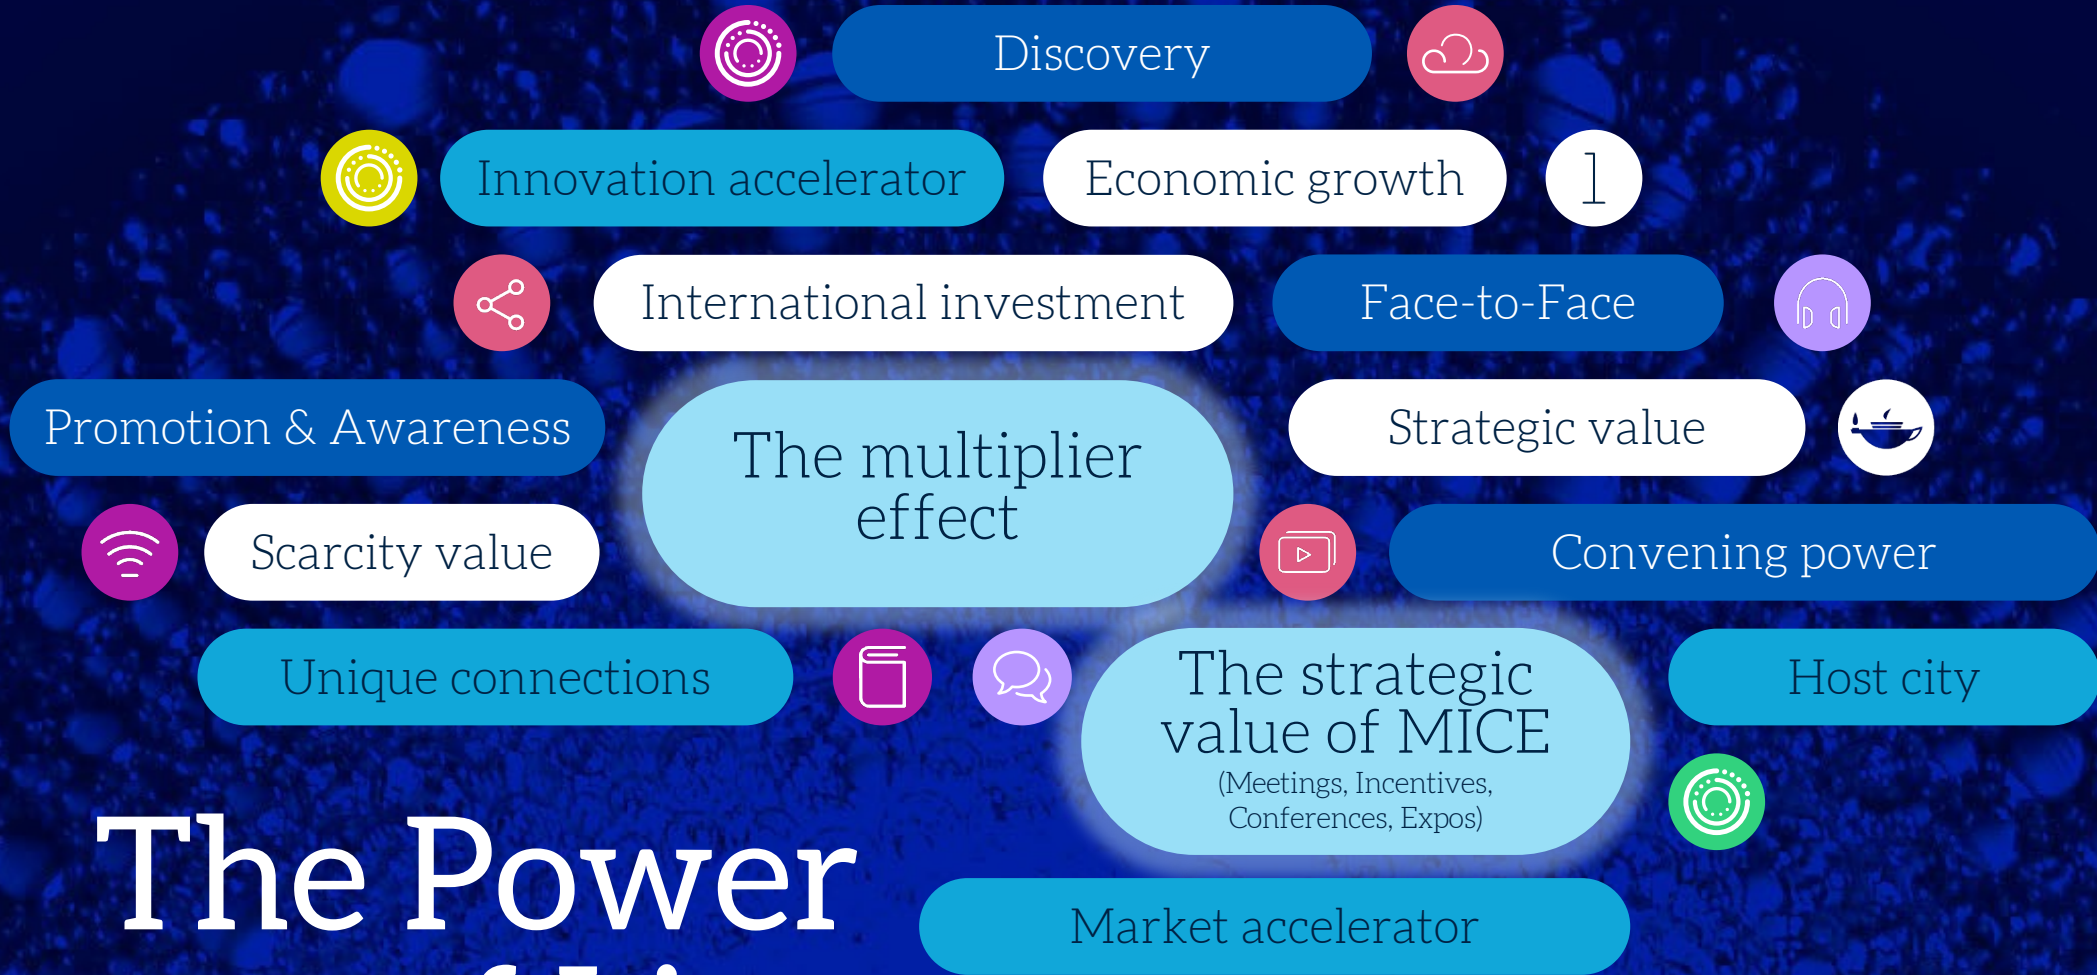 Discovery
Innovation accelerator
Economic growth
International investment
Face-to-Face
Promotion & Awareness
The multiplier
effect
Strategic value
Scarcity value
Convening power
Unique connections
The strategic
value of MICE
(Meetings, Incentives,
Conferences, Expos)
Host city
The Power
Market accelerator